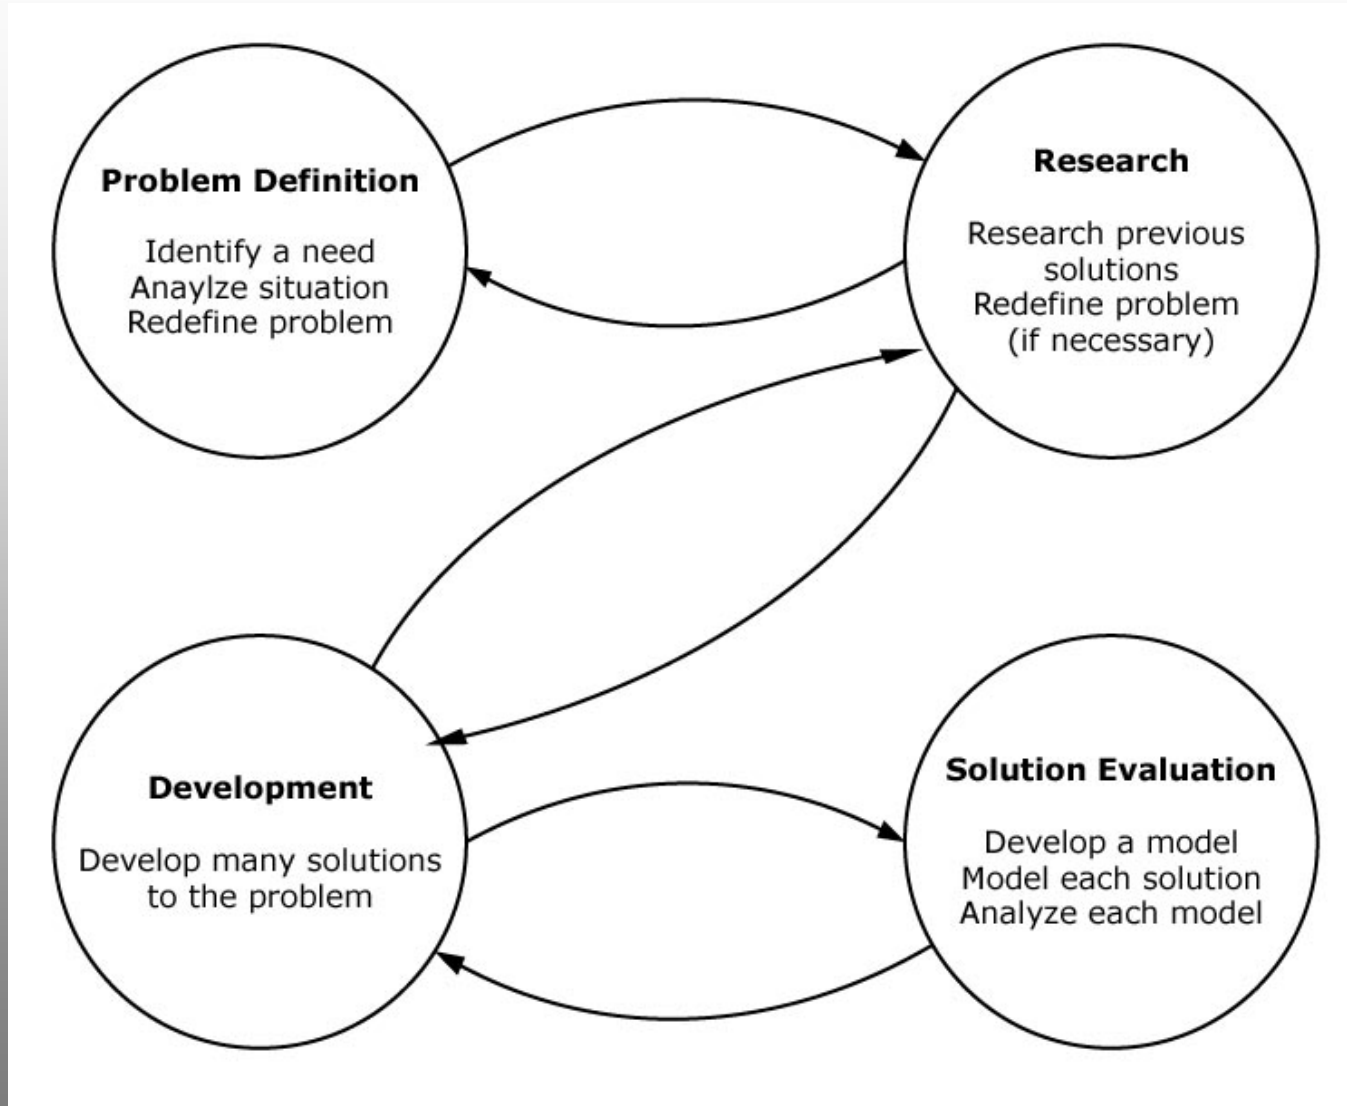 Problem Definition
Identify a need
Anaylze situation
Redefine problem
Research
Research previous
solutions
Redefine problem
(if necessary)
Development
Develop many solutions
to the problem
Solution Evaluation
Develop a model
Model each solution
Analyze each model